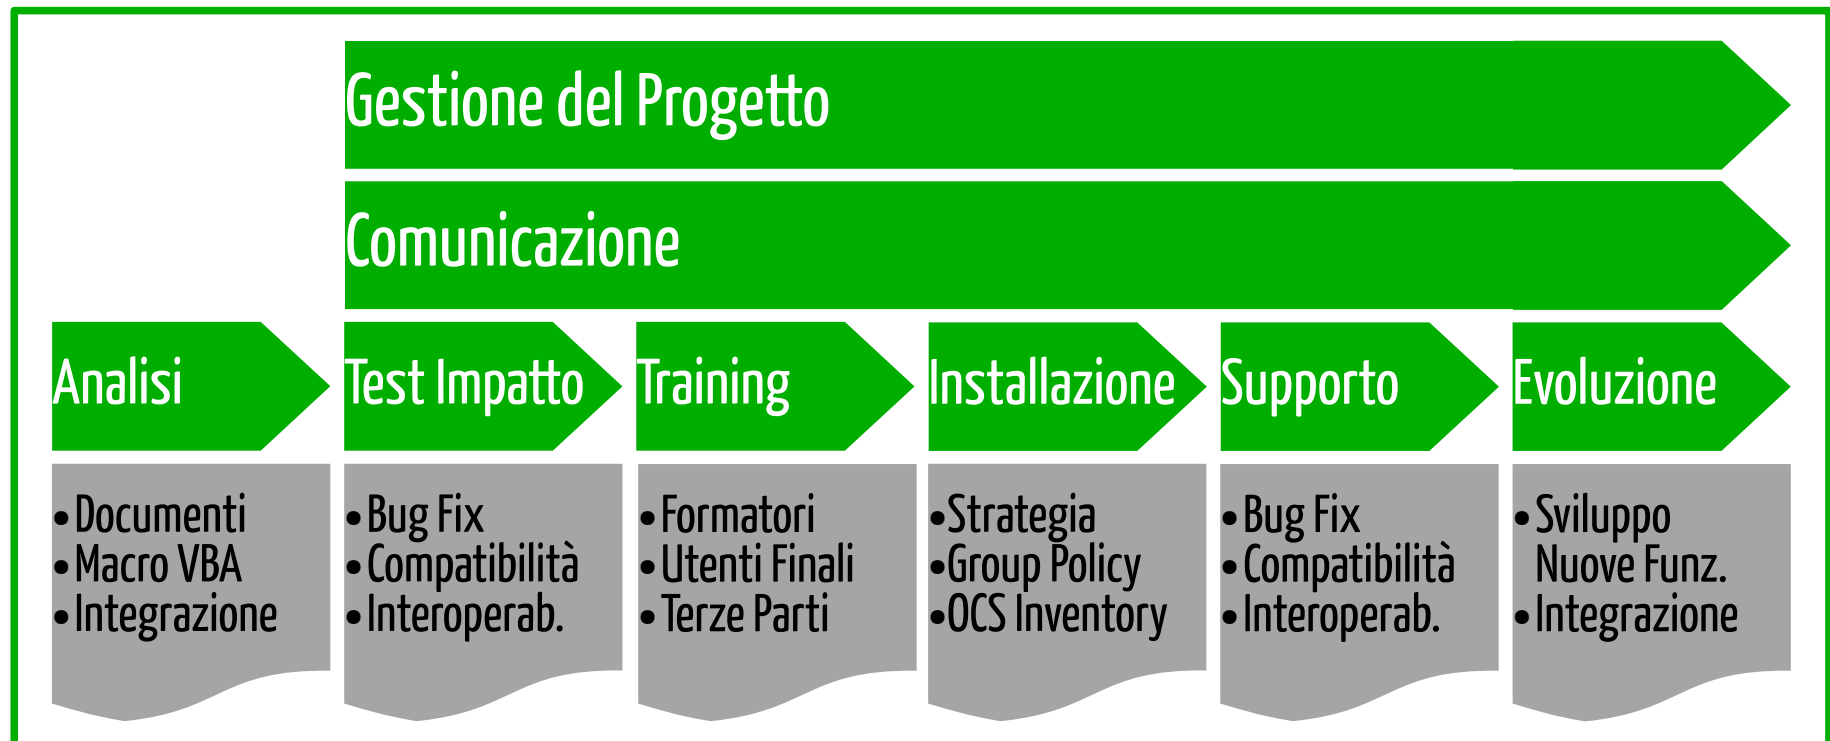 Gestione del Progetto
Comunicazione
Analisi
Test Impatto
Training
Installazione
Supporto
Evoluzione
•Documenti
•Macro VBA
•Integrazione
•Bug Fix
•Compatibilità
•Interoperab.
•Formatori
•Utenti Finali
•Terze Parti
•Strategia
•Group Policy
•OCS Inventory
•Bug Fix
•Compatibilità
•Interoperab.
•Sviluppo
Nuove Funz.
•Integrazione